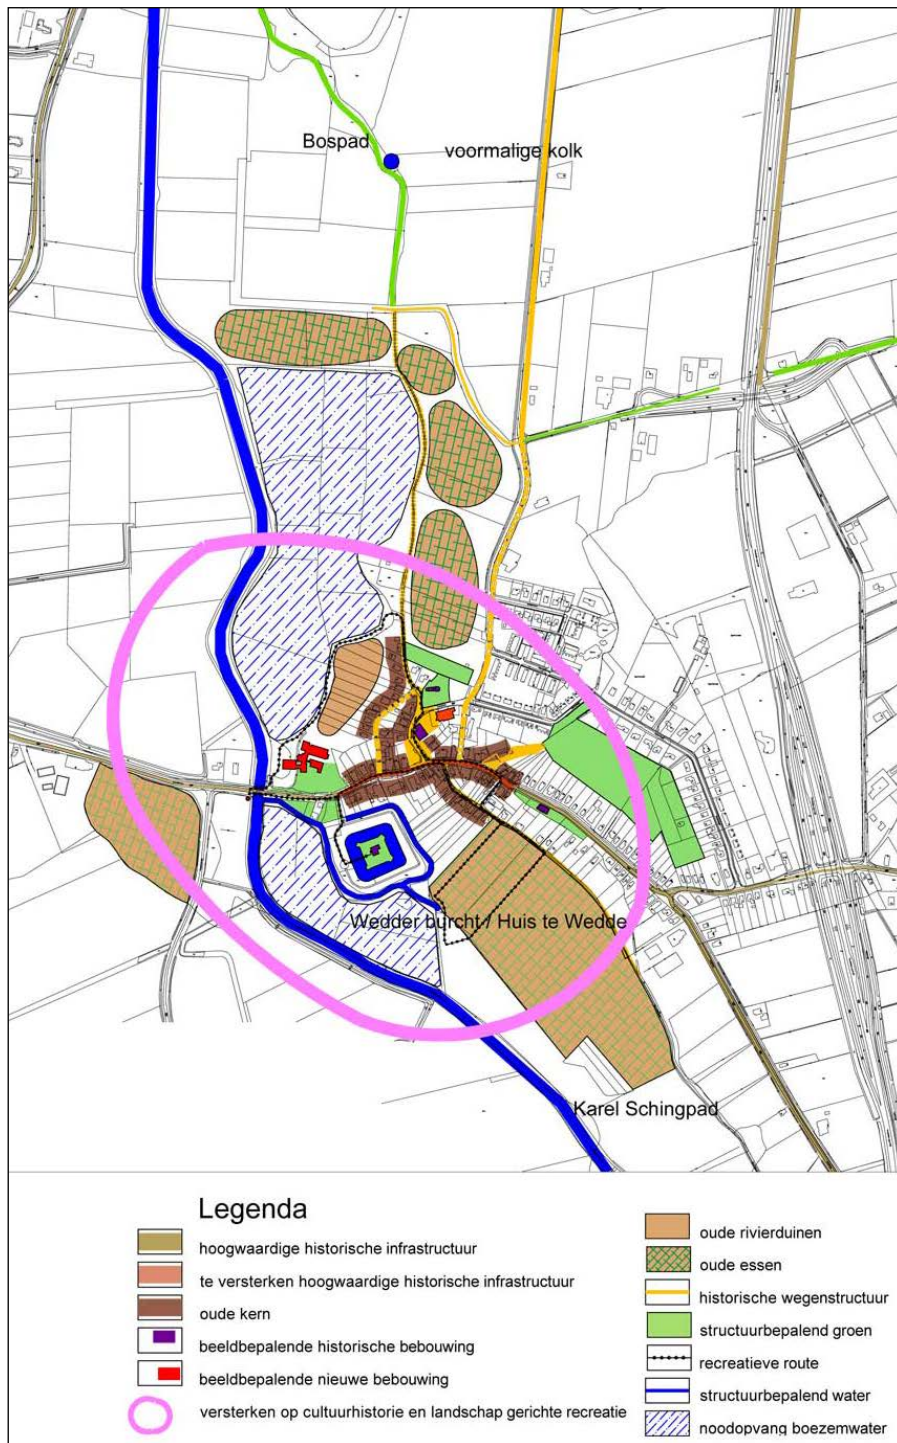 Bospad
voormalige kolk
Wedder burcht / Huis te Wedde
Karel Schingpad
Legenda
hoogwaardige historische infrastructuur
te versterken hoogwaardige historische infrastructuur
oude kern
beeldbepalende historische bebouwing
beeldbepalende nieuwe bebouwing
versterken op cultuurhistorie en landschap gerichte recreatie
oude rivierduinen
oude essen
historische wegenstructuur
structuurbepalend groen
recreatieve route
structuurbepalend water
noodopvang boezemwater